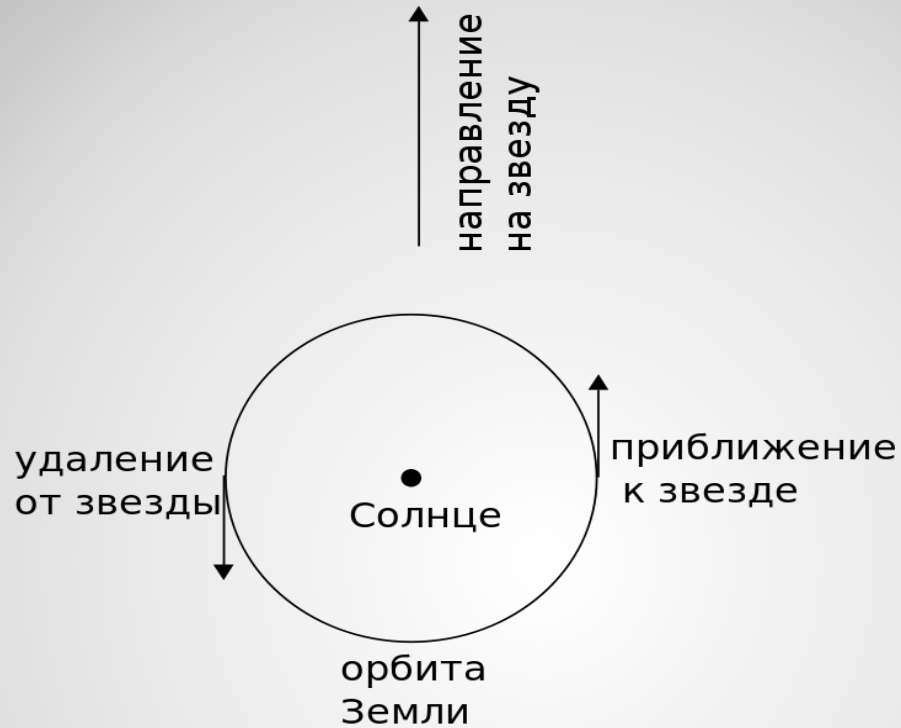 направление
на звезду
удаление
от звезды
Солнце
приближение
к звезде
орбита
Земли